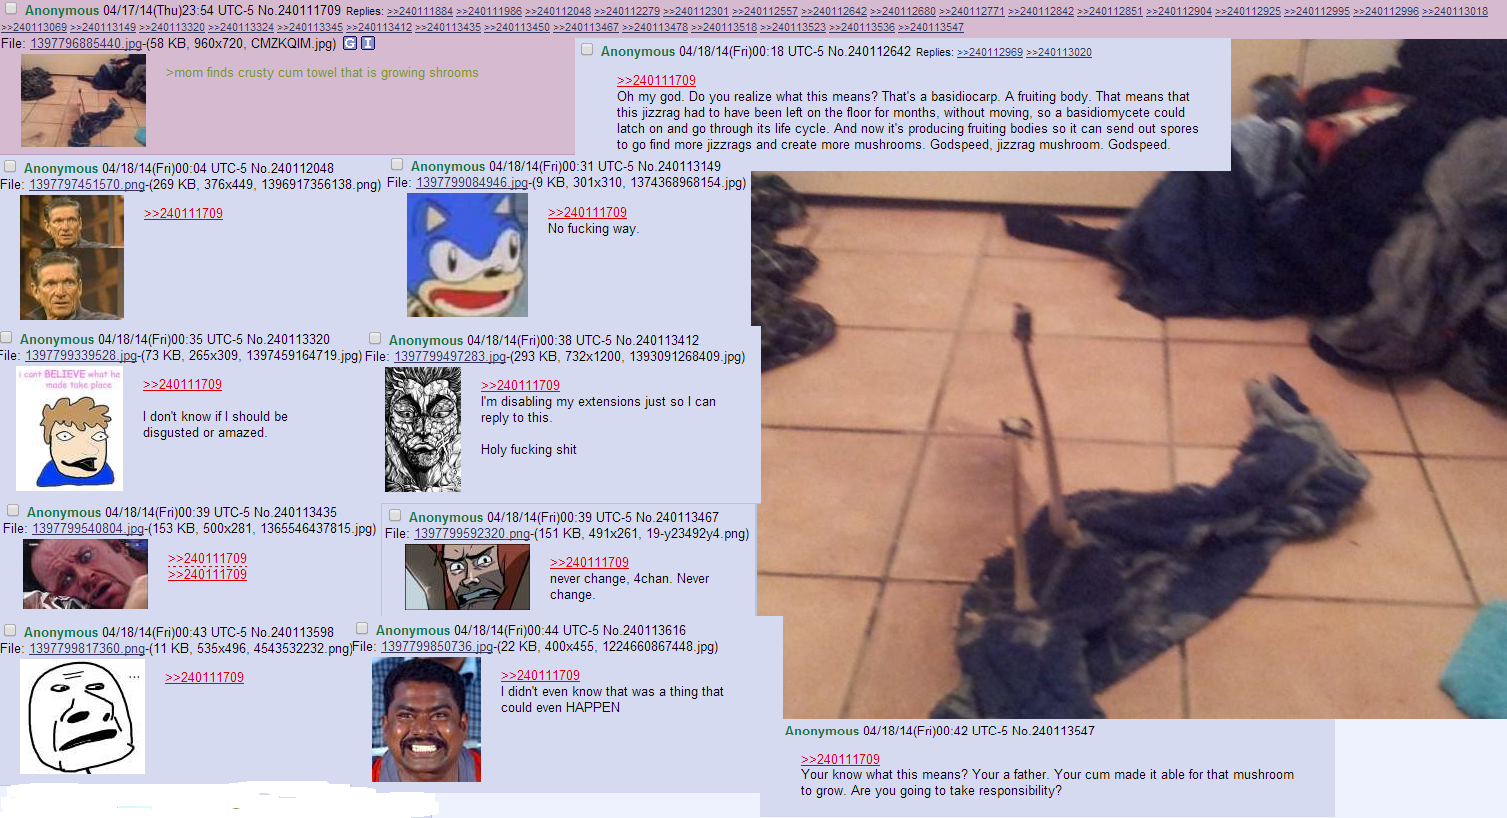 Anonymous 04/17/14(Thu)23:54 UTC-5 No.240111709 Replies: >>240111884 >>240111986 >>240112048 >>240112279 >>240112301 >>240112557 >>240112642 >>240112680 >>240112771 >>240112842 >>240112851 >>240112904 >>240112925 >>240112995 >>240112996 >>240113018
>>240113069 >>240113149 >>240113320 >>240113324 >>240113345 >>240113412 >>240113435 >>240113450 >>240113467 >>240113478 >>240113518 >>240113523 >>240113536 >>240113547
File: 1397796885440.jpg-(58 KB, 960x720, CMZKQIM.jpg) G I
>mom finds crusty cum towel that is growing shrooms
Anonymous 04/18/14(Fri)00:18 UTC-5 No.240112642 Replies: >>240112969 >>240113020
>>240111709
Oh my god. Do you realize what this means? That's a basidiocarp. A fruiting body. That means that
this jizzrag had to have been left on the floor for months, without moving, so a basidiomycete could
latch on and go through its life cycle. And now it's producing fruiting bodies so it can send out spores
to go find more jizzrags and create more mushrooms. Godspeed, jizzrag mushroom. Godspeed.
Anonymous 04/18/14(Fri)00:04 UTC-5 No.240112048
File: 1397797451570.png-(269 KB, 376x449, 1396917356138.png)
>>240111709
Anonymous 04/18/14(Fri)00:31 UTC-5 No.240113149
File: 1397799084946.jpg-(9 KB, 301x310, 1374368968154.jpg)
>>240111709
No fucking way.
Anonymous 04/18/14(Fri)00:35 UTC-5 No.240113320
File: 1397799339528.jpg-(73 KB, 265x309, 1397459164719.jpg)
i cant BELIEVE what he
made take place
>>240111709
I don't know if I should be
disgusted or amazed.
Anonymous 04/18/14(Fri)00:38 UTC-5 No.240113412
File: 1397799497283.jpg-(293 KB, 732x1200, 1393091268409.jpg)
>>240111709
I'm disabling my extensions just so I can
reply to this.
Holy fucking shit
Anonymous 04/18/14(Fri)00:39 UTC-5 No.240113435
File: 1397799540804.jpg-(153 KB, 500x281, 1365546437815.jpg)
>>240111709
>>240111709
Anonymous 04/18/14(Fri)00:39 UTC-5 No.240113467
File: 1397799592320.png-(151 KB, 491x261, 19-y23492y4.png)
>>240111709
never change, 4chan. Never
change.
Anonymous 04/18/14(Fri)00:43 UTC-5 No.240113598
File: 1397799817360.png-(11 KB, 535x496, 4543532232.png)
...
>>240111709
Anonymous 04/18/14(Fri)00:44 UTC-5 No.240113616
File: 1397799850736.jpg-(22 KB, 400x455, 1224660867448.jpg)
>>240111709
I didn't even know that was a thing that
could even HAPPEN
Anonymous 04/18/14(Fri)00:42 UTC-5 No.240113547
>>240111709
Your know what this means? Your a father. Your cum made it able for that mushroom
to grow. Are you going to take responsibility?